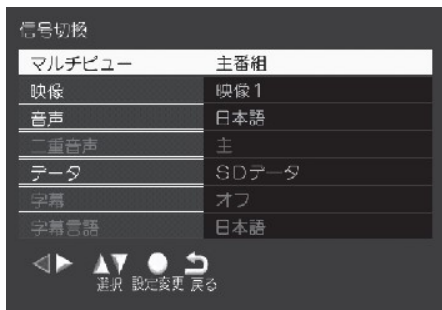 信号切換
マルチビュー 主番組
映像 映像1
音声 日本語
二重音声 主
データ SDデータ
字幕 オフ
字幕言語 日本語
選択 設定変更 戻る